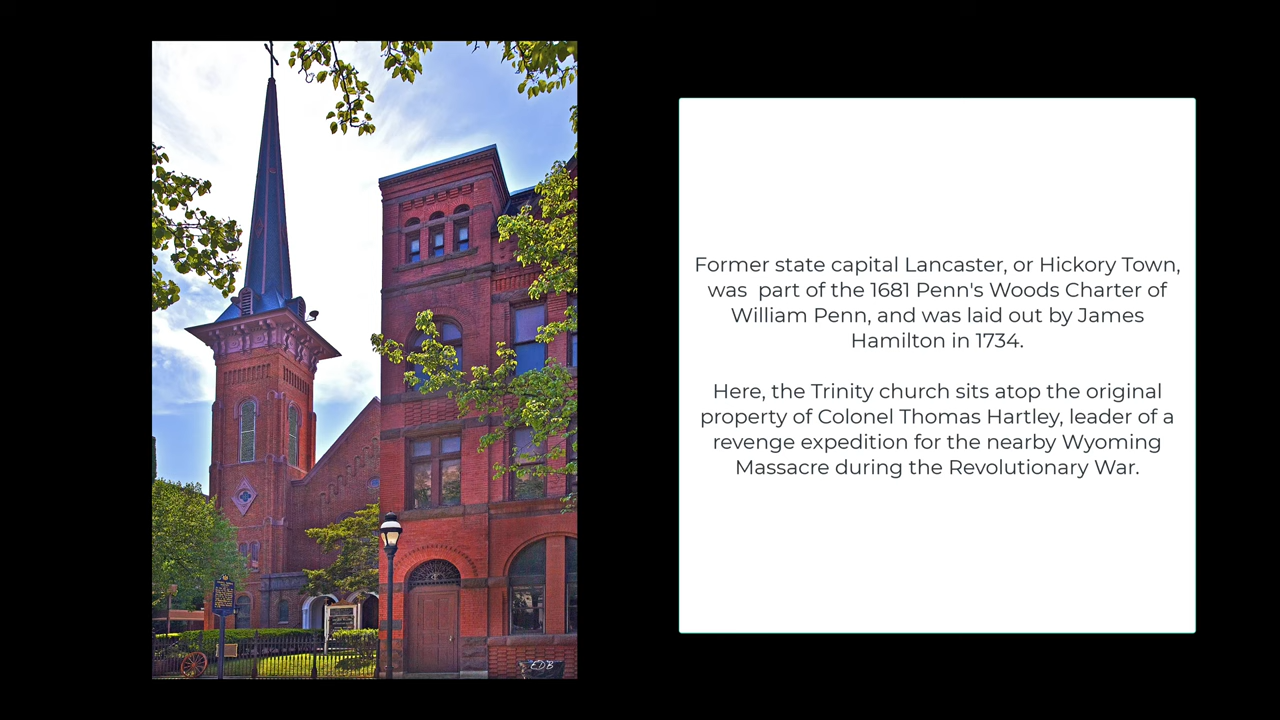 Former state capital Lancaster, or Hickory Town,
was  part of the 1681 Penn's Woods Charter of
William Penn, and was laid out by James
Hamilton in 1734.
Here, the Trinity church sits atop the original
property of Colonel Thomas Hartley, leader of a
revenge expedition for the nearby Wyoming
Massacre during the Revolutionary War.
EDB